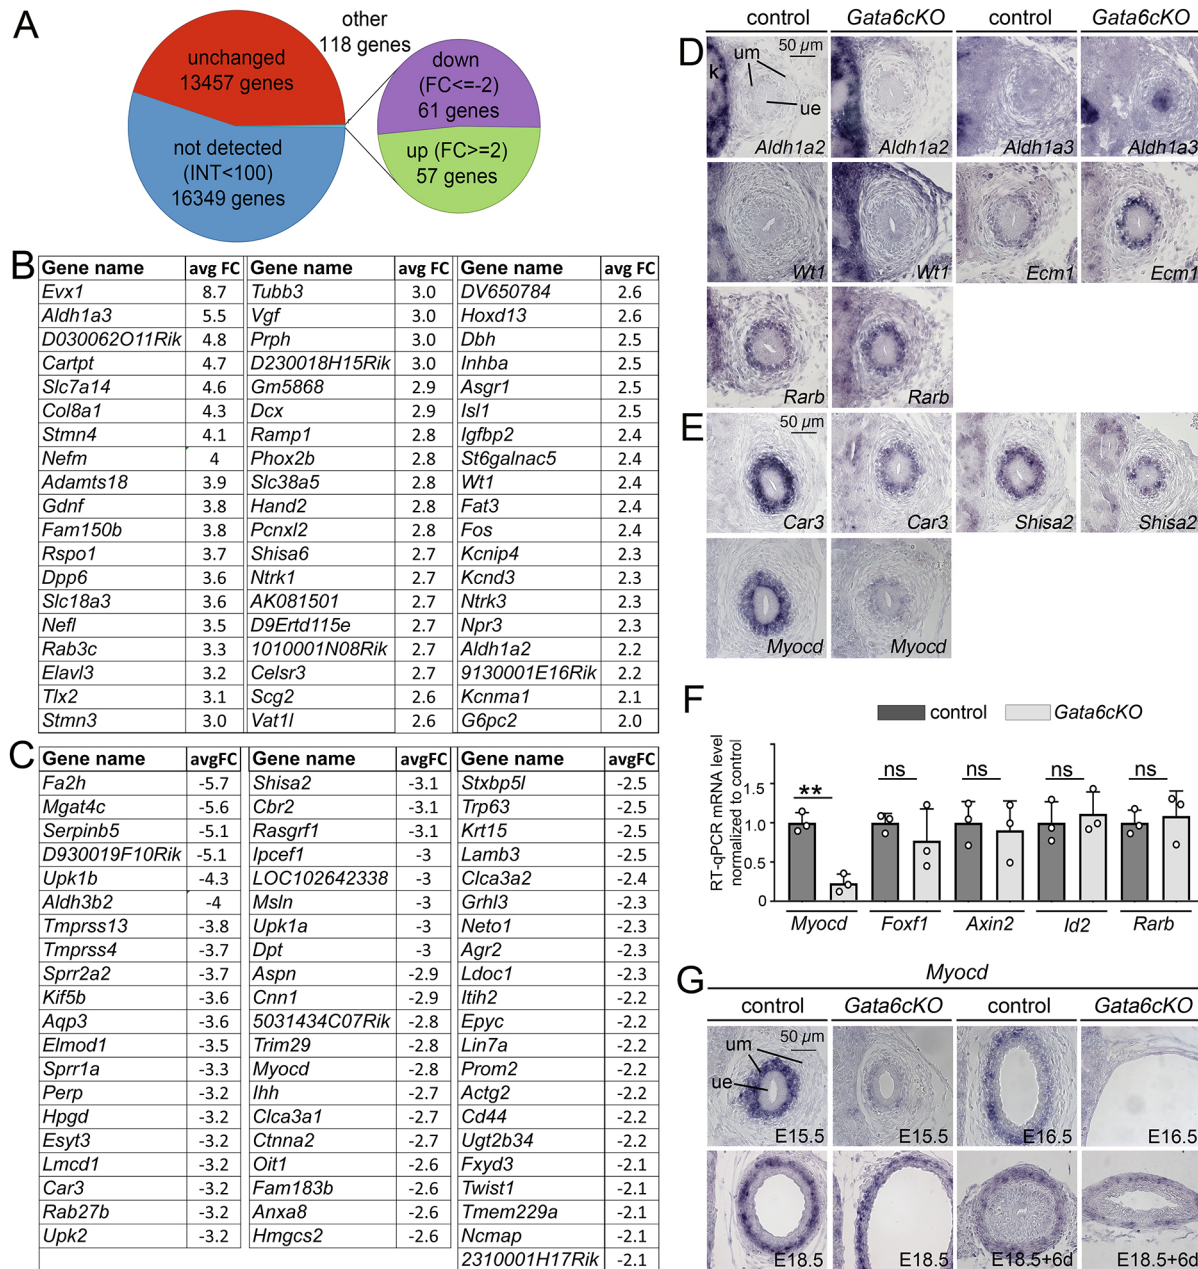 A
other
118 genes
unchanged
13457 genes
not detected
(INT<100)
16349 genes
down
(FC<=-2)
61 genes
up (FC>=2)
57 genes
B
Gene name avg FC Gene name avg FC Gene name avg FC
Evx1 8.7 Tubb3 3.0 DV650784 2.6
Aldh1a3 5.5 Vgf 3.0 Hoxd13 2.6
D030062O11Rik 4.8 Prph 3.0 Dbh 2.5
Cartpt 4.7 D230018H15Rik 3.0 Inhba 2.5
Slc7a14 4.6 Gm5868 2.9 Asgr1 2.5
Col8a1 4.3 Dcx 2.9 Isl1 2.5
Stmn4 4.1 Ramp1 2.8 Igfbp2 2.4
Nefm 4 Phox2b 2.8 St6galnac5 2.4
Adamts18 3.9 Slc38a5 2.8 Wt1 2.4
Gdnf 3.8 Hand2 2.8 Fat3 2.4
Fam150b 3.8 Pcnxl2 2.8 Fos 2.4
Rspo1 3.7 Shisa6 2.7 Kcnip4 2.3
Dpp6 3.6 Ntrk1 2.7 Kcnd3 2.3
Slc18a3 3.6 AK081501 2.7 Ntrk3 2.3
Nefl 3.5 D9Ertd115e 2.7 Npr3 2.3
Rab3c 3.3 1010001N08Rik 2.7 Aldh1a2 2.2
Elavl3 3.2 Celsr3 2.7 9130001E16Rik 2.2
Tlx2 3.1 Scg2 2.6 Kcnma1 2.1
Stmn3 3.0 Vat1l 2.6 G6pc2 2.0
C
Gene name avgFC Gene name avgFC Gene name avgFC
Fa2h -5.7 Shisa2 -3.1 Stxbp5l -2.5
Mgat4c -5.6 Cbr2 -3.1 Trp63 -2.5
Serpinb5 -5.1 Rasgrf1 -3.1 Krt15 -2.5
D930019F10Rik -5.1 Ipcef1 -3 Lamb3 -2.5
Upk1b -4.3 LOC102642338 -3 Clca3a2 -2.4
Aldh3b2 -4 Msln -3 Grhl3 -2.3
Tmprss13 -3.8 Upk1a -3 Neto1 -2.3
Tmprss4 -3.7 Dpt -3 Agr2 -2.3
Sprr2a2 -3.7 Aspn -2.9 Ldoc1 -2.3
Kif5b -3.6 Cnn1 -2.9 Itih2 -2.2
Aqp3 -3.6 5031434C07Rik -2.8 Epyc -2.2
Elmod1 -3.5 Trim29 -2.8 Lin7a -2.2
Sprr1a -3.3 Myocd -2.8 Prom2 -2.2
Perp -3.2 Ihh -2.7 Actg2 -2.2
Hpgd -3.2 Clca3a1 -2.7 Cd44 -2.2
Esyt3 -3.2 Ctnna2 -2.7 Ugt2b34 -2.2
Lmcd1 -3.2 Oit1 -2.6 Fxyd3 -2.1
Car3 -3.2 Fam183b -2.6 Twist1 -2.1
Rab27b -3.2 Anxa8 -2.6 Tmem229a -2.1
Upk2 -3.2 Hmgcs2 -2.6 Ncmap -2.1
2310001H17Rik -2.1
control Gata6cKO control Gata6cKO
D
k um 50 µm 50 µm
ue
Aldh1a2 Aldh1a2 Aldh1a3 Aldh1a3
Wt1 Wt1 Ecm1 Ecm1
Rarb Rarb
E
50 µm
Car3 Car3 Shisa2 Shisa2
Myocd Myocd
F
control Gata6cKO
RT-qPCR mRNA level
normalized to control
1.5
1.0
0.5
0
** ns ns ns ns
Myocd Foxf1 Axin2 Id2 Rarb
G
Myocd
control Gata6cKO control Gata6cKO
um 50 µm
ue
E15.5 E15.5 E16.5 E16.5
E18.5 E18.5 E18.5+6d E18.5+6d